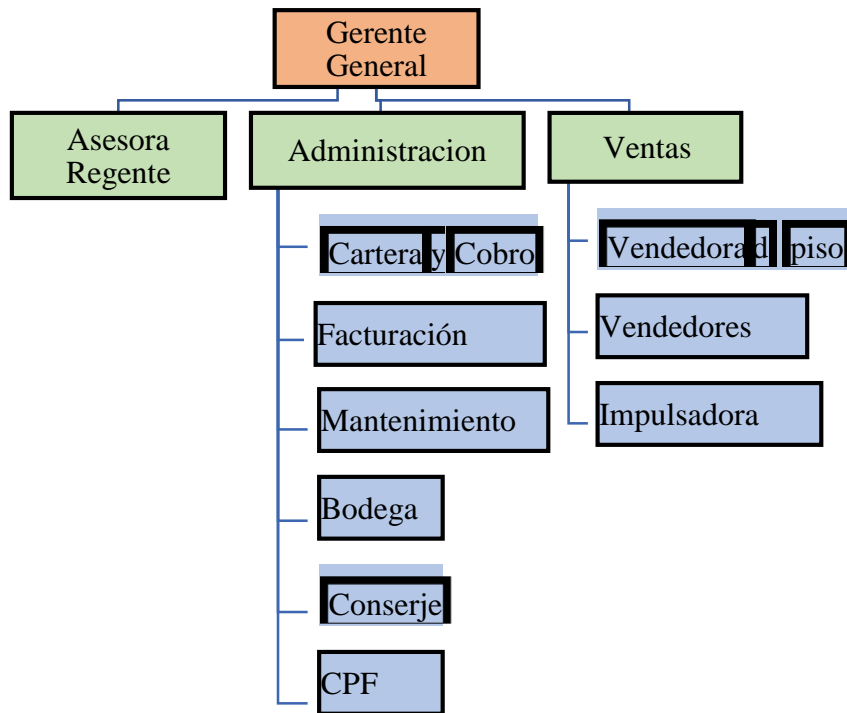 Gerente
General
Asesora
Regente
Administracion
Ventas
Cartera y Cobro
Facturación
Mantenimiento
Bodega
Conserje
CPF
Vendedora d piso
Vendedores
Impulsadora